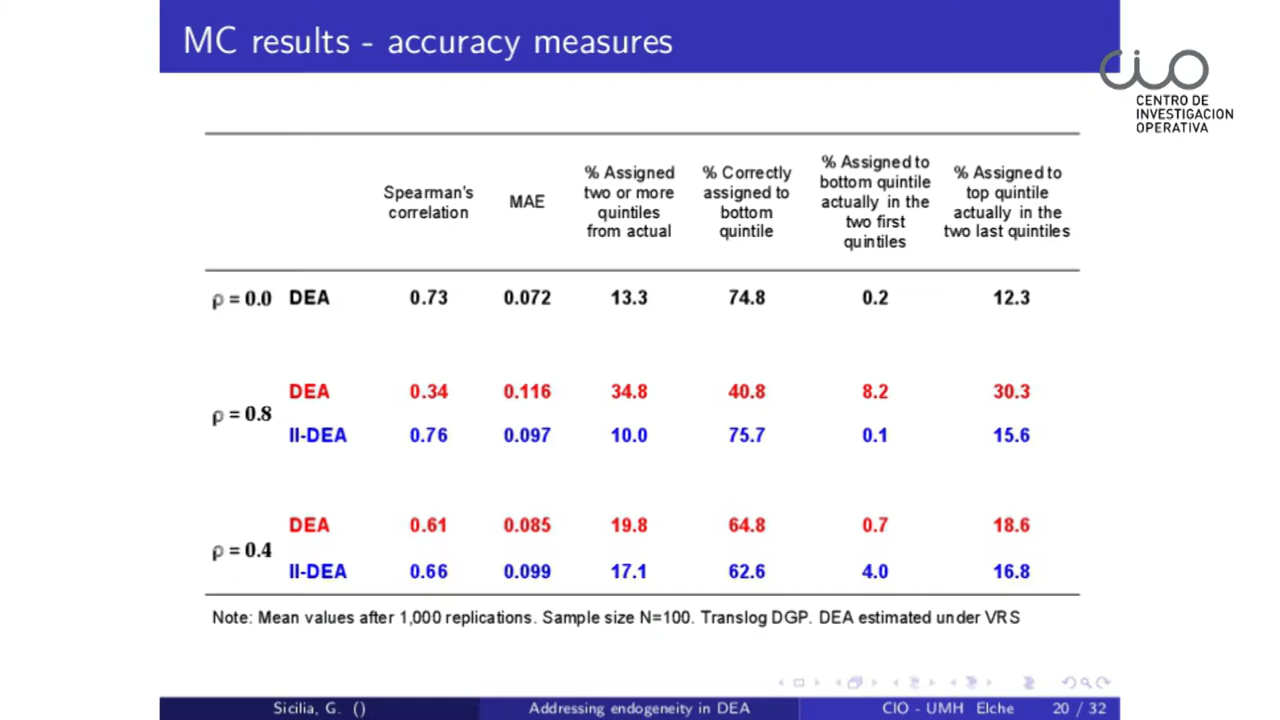 MC results - accuracy measures
CIO
CENTRO DE
INVESTIGACION
OPERATIVA
Spearman's
correlation
MAE
% Assigned
two or more
quintiles
from actual
% Correctly
assigned to
bottom
quintile
% Assigned to
bottom quintile
actually in the
two first
quintiles
% Assigned to
top quintile
actually in the
two last quintiles
ρ = 0.0 DEA 0.73 0.072 13.3 74.8 0.2 12.3
ρ = 0.8
DEA 0.34 0.116 34.8 40.8 8.2 30.3
II-DEA 0.76 0.097 10.0 75.7 0.1 15.6
ρ = 0.4
DEA 0.61 0.085 19.8 64.8 0.7 18.6
II-DEA 0.66 0.099 17.1 62.6 4.0 16.8
Note: Mean values after 1,000 replications. Sample size N=100. Translog DGP. DEA estimated under VRS
Sicilia, G. () Addressing endogeneity in DEA CIO - UMH Elche 20 / 32